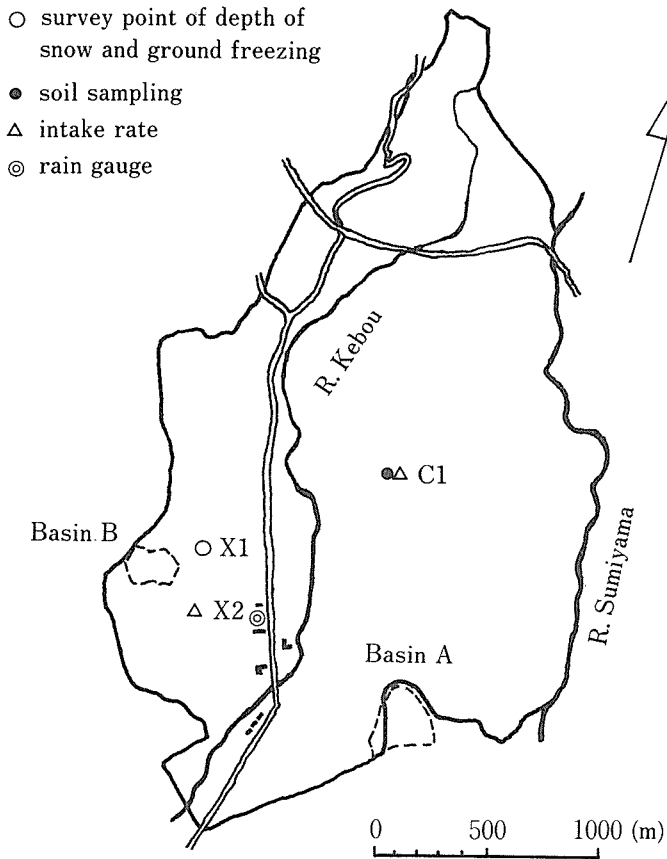 survey point of depth of
snow and ground freezing
soil sampling
intake rate
rain gauge
R. Kebou
C1
Basin. B
X1
X2
R. Sumiyama
Basin A
0 500 1000 (m)